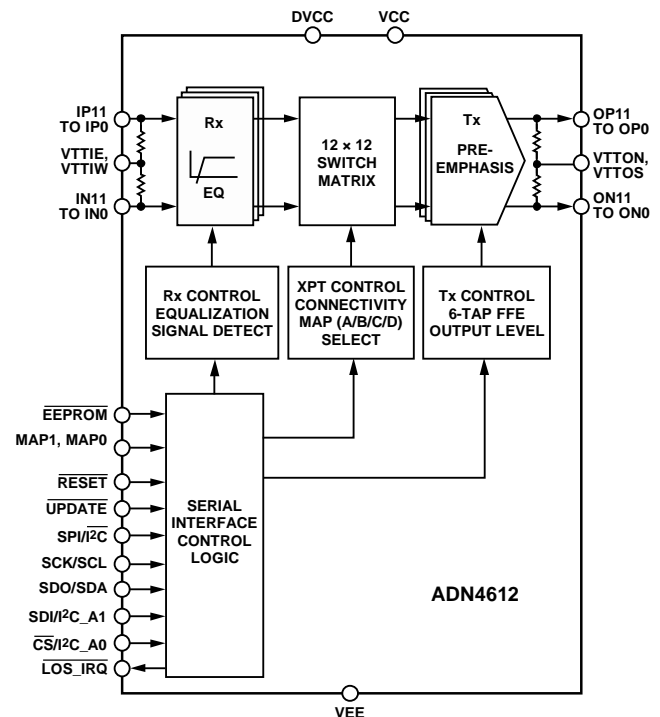 DVCC
VCC
IP11
TO IP0
VTTIE,
VTTIW
IN11
TO IN0
Rx
EQ
12 × 12
SWITCH
MATRIX
Tx
PRE-
EMPHASIS
OP11
TO OP0
VTTON,
VTTOS
ON11
TO ON0
Rx CONTROL
EQUALIZATION
SIGNAL DETECT
XPT CONTROL
CONNECTIVITY
MAP (A/B/C/D)
SELECT
Tx CONTROL
6-TAP FFE
OUTPUT LEVEL
EEPROM
MAP1, MAP0
RESET
UPDATE
SPI/I2C
SCK/SCL
SDO/SDA
SDI/I2C_A1
CS/I2C_A0
LOS_IRQ
SERIAL
INTERFACE
CONTROL
LOGIC
ADN4612
VEE